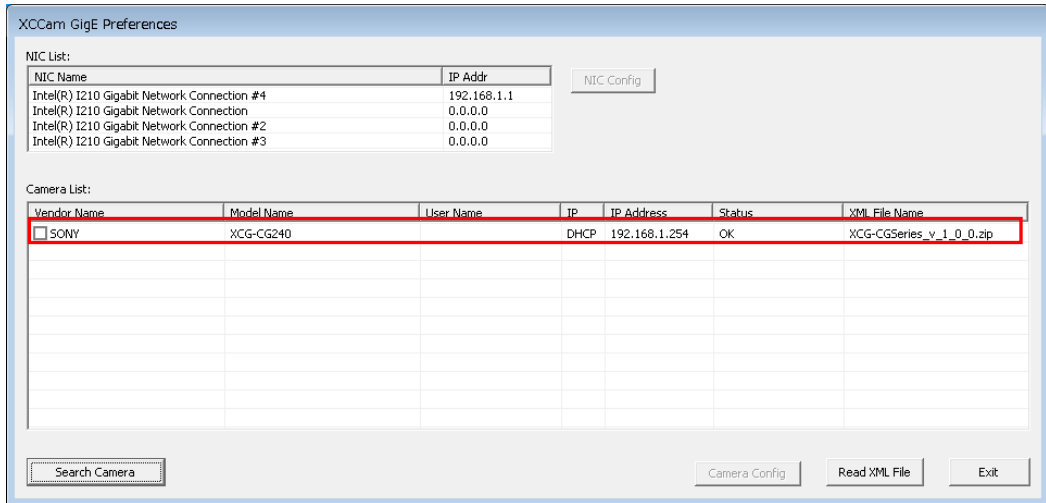 XCCam GigE Preferences
NIC List:
NIC Name IP Addr
NIC Config
Intel(R) I210 Gigabit Network Connection #4 192.168.1.1
Intel(R) I210 Gigabit Network Connection 0.0.0.0
Intel(R) I210 Gigabit Network Connection #2 0.0.0.0
Intel(R) I210 Gigabit Network Connection #3 0.0.0.0
Camera List:
Vendor Name Model Name User Name IP IP Address Status XML File Name
SONY XCG-CG240 DHCP 192.168.1.254 OK XCG-CGSeries_v_1_0_0.zip
Search Camera Camera Config Read XML File Exit